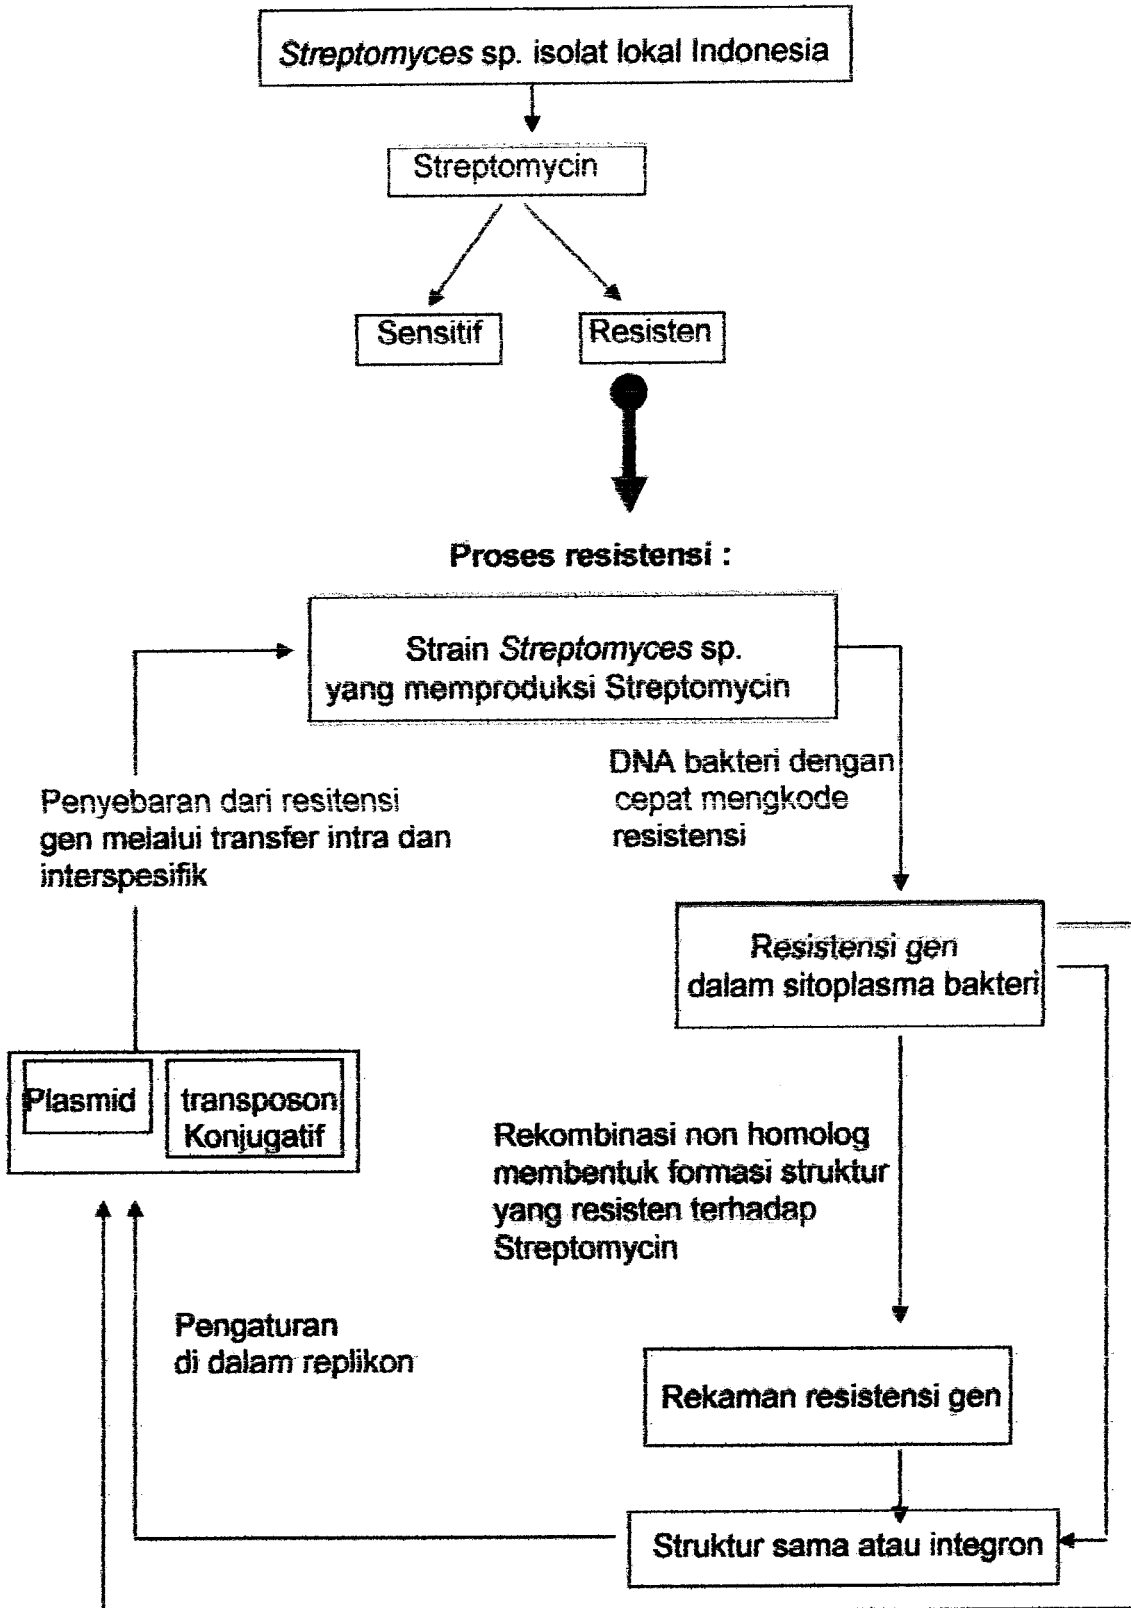 Streptomyces sp. isolat lokal Indonesia
Streptomycin
Sensitif
Resisten
Proses resistensi :
Strain Streptomyces sp.
yang memproduksi Streptomycin
DNA bakteri dengan
cepat mengkode
resistensi
Penyebaran dari resitensi
gen melalui transfer intra dan
interspesifik
Resistensi gen
dalam sitoplasma bakteri
Plasmid
transposon
Konjugatif
Rekombinasi non homolog
membentuk formasi struktur
yang resisten terhadap
Streptomycin
Pengaturan
di dalam replikon
Rekaman resistensi gen
Struktur sama atau integron